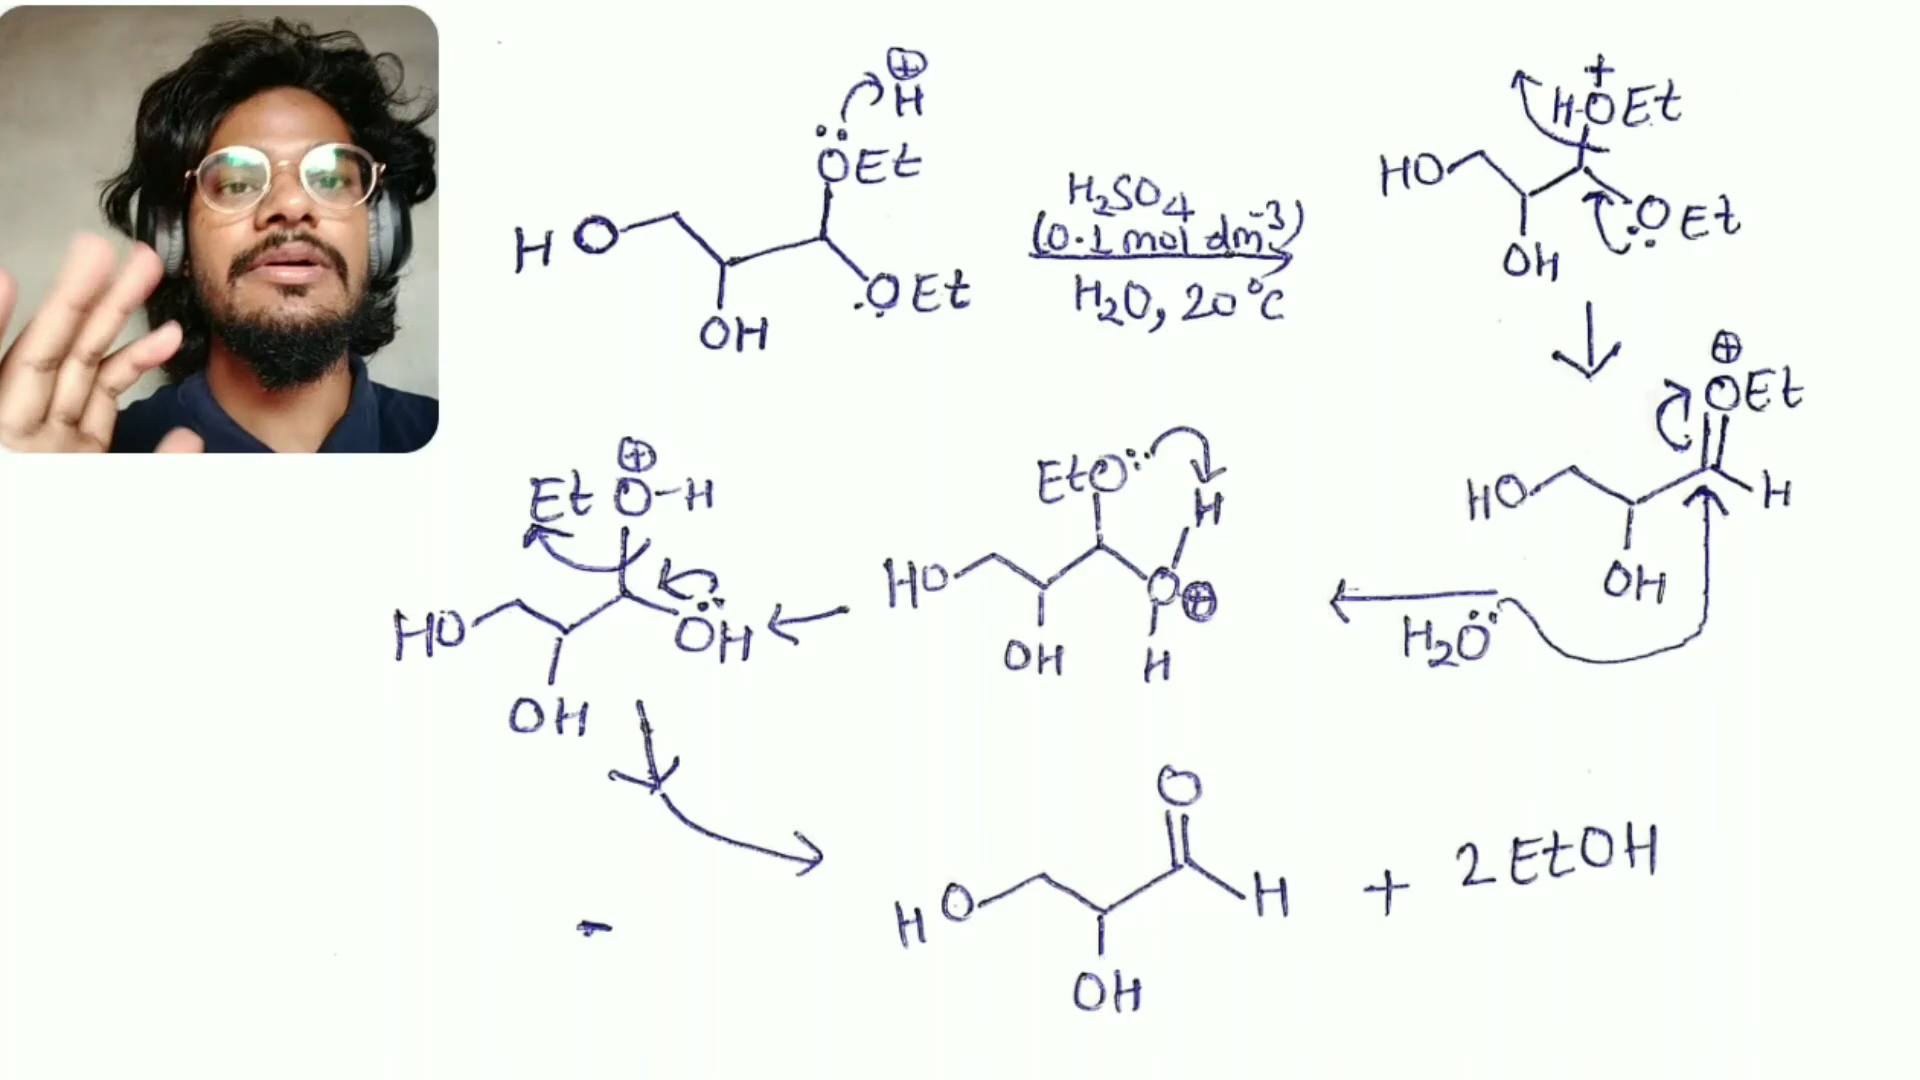 ⊕
H
OEt
HO
OEt
OH
H₂SO₄
(0.1 mol dm⁻³)
H₂O, 20°C
+
H-OEt
HO
OEt
OH
⊕
OEt
HO
H
OH
H₂O
EtO
H
HO
O⊕
OH
H
⊕
Et O-H
HO
OH
OH
O
HO
H
OH
+ 2 EtOH